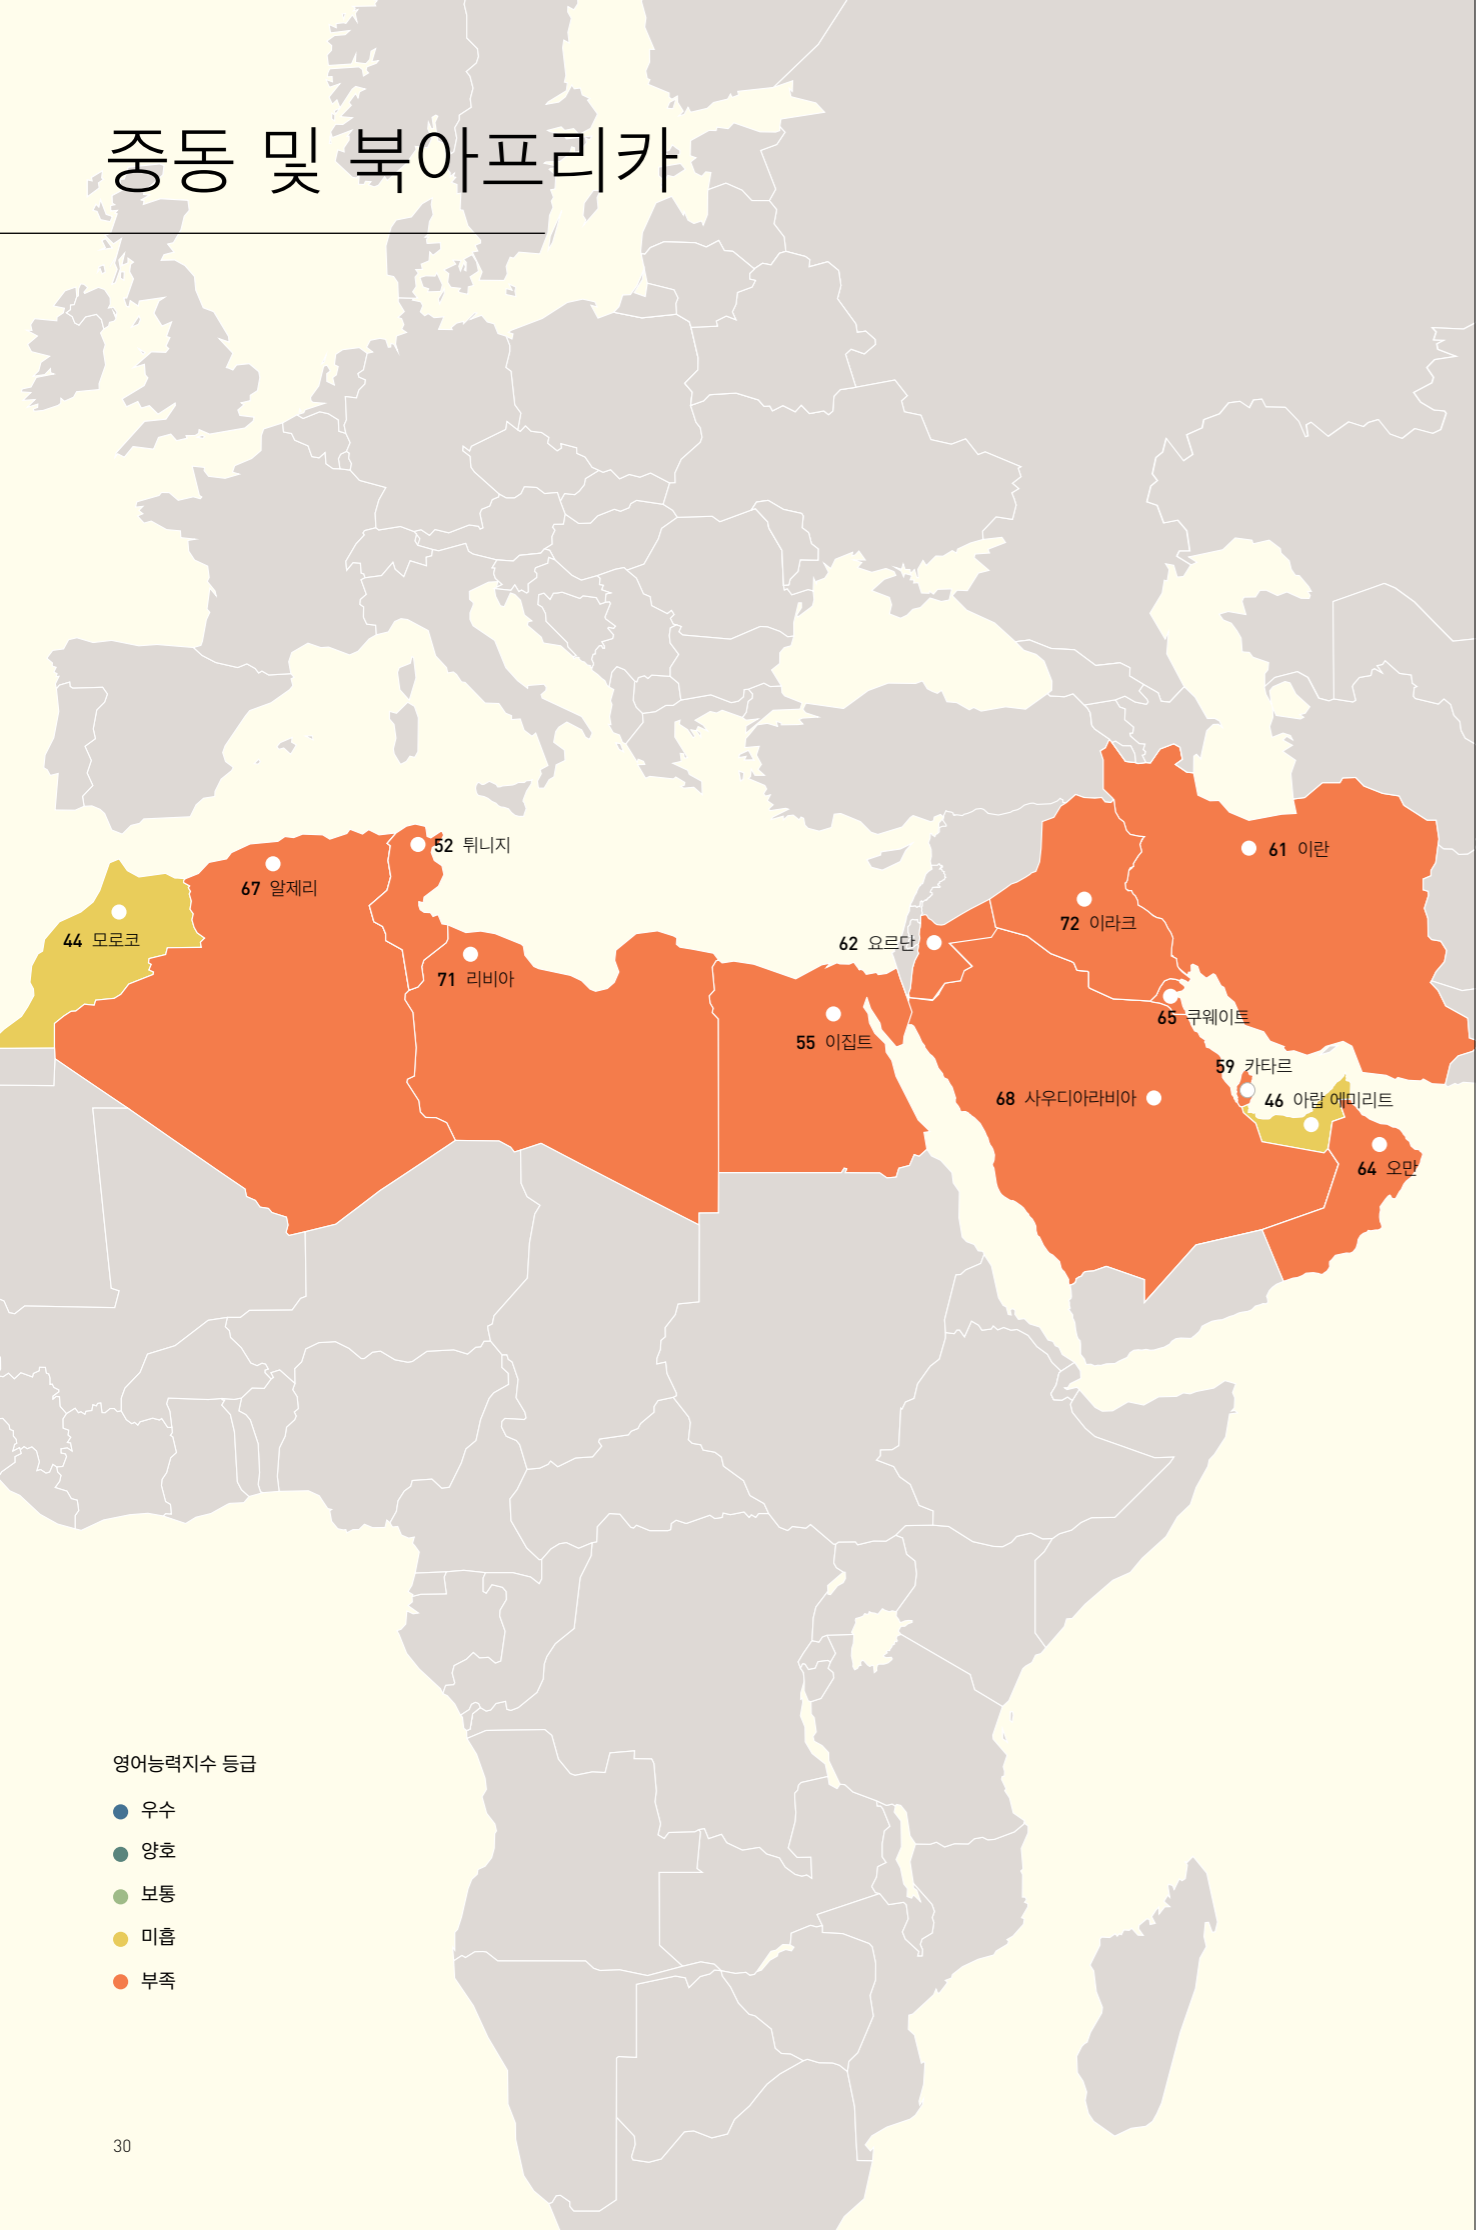 중동 및 북아프리카
52 튀니지
61 이란
67 알제리
72 이라크
44 모로코
62 요르단
71 리비아
65 쿠웨이트
55 이집트
59 카타르
68 사우디아라비아
46 아랍 에미리트
64 오만
영어능력지수 등급
우수
양호
보통
미흡
부족
30